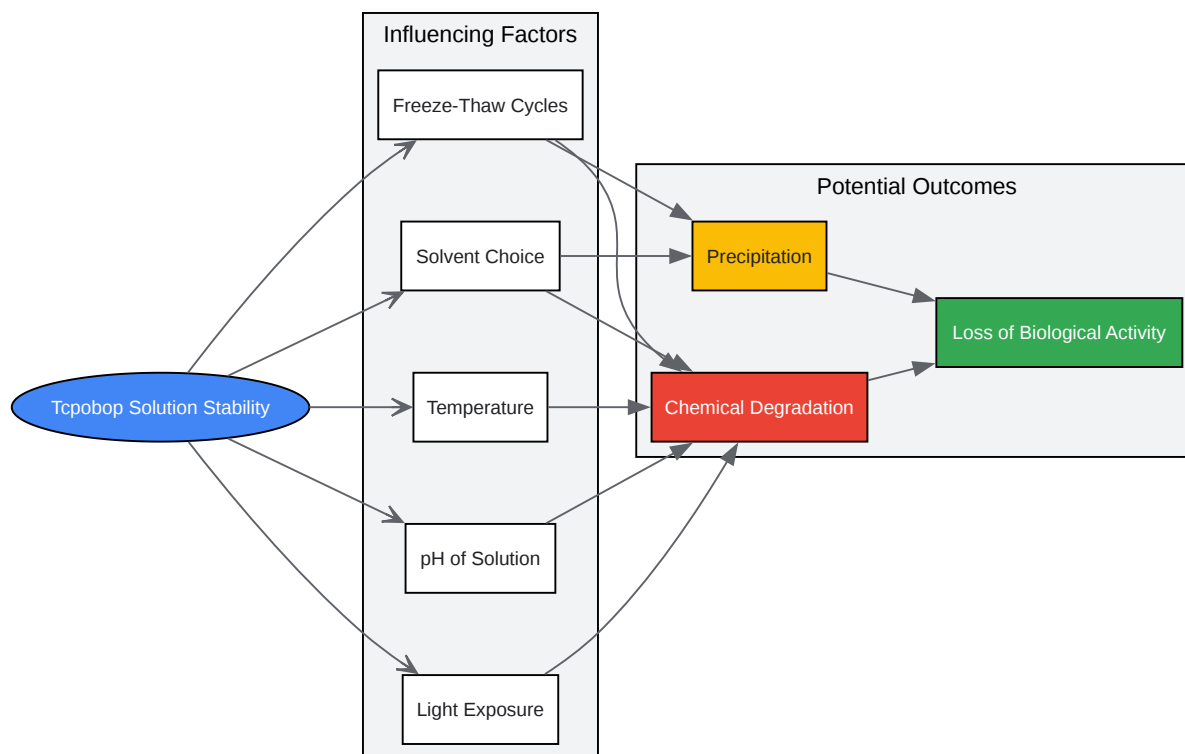 Influencing Factors
Freeze-Thaw Cycles
Potential Outcomes
Solvent Choice
Precipitation
Loss of Biological Activity
Tcpobop Solution Stability
Temperature
Chemical Degradation
pH of Solution
Light Exposure